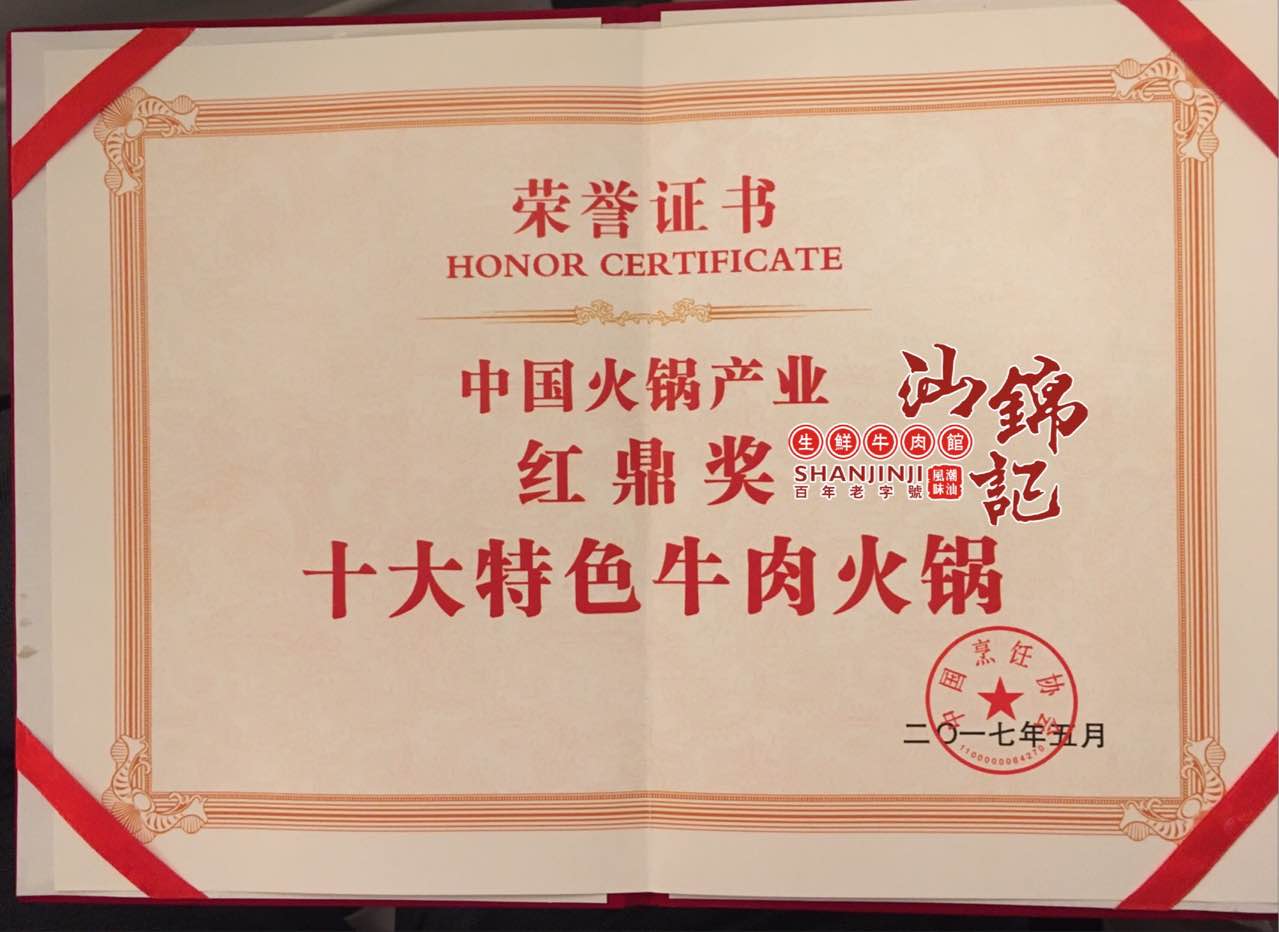 荣誉证书
HONOR CERTIFICATE
中国火锅产业
红鼎奖
十大特色牛肉火锅
汕錦記
生鮮牛肉館
SHANJINJI
百年老字號
潮汕風味
中国烹饪协会
二〇一七年五月
1100000064270